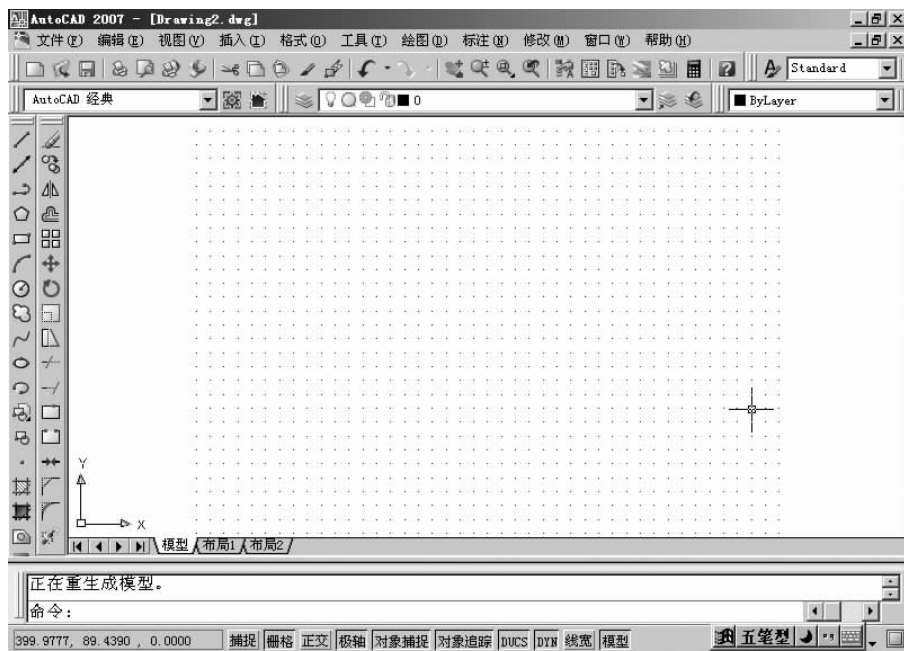 AutoCAD 2007 - [Drawing2.dwg]
文件(F) 编辑(E) 视图(V) 插入(I) 格式(O) 工具(T) 绘图(D) 标注(N) 修改(M) 窗口(W) 帮助(H)
Standard
AutoCAD 经典 0 ByLayer
Y
X
模型 布局1 布局2
正在重生成模型。
命令:
399.9777, 89.4390 , 0.0000 捕捉 栅格 正交 极轴 对象捕捉 对象追踪 DUCS DYN 线宽 模型 五笔型